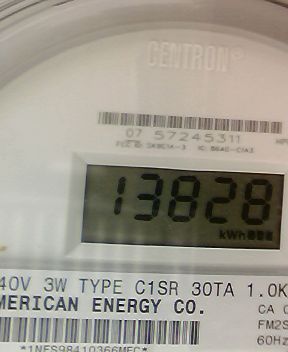 CENTRON®
07 57245311
13828
kWh
40V 3W TYPE C1SR 30TA 1.0K
MERICAN ENERGY CO.
CA
FM2S
60Hz